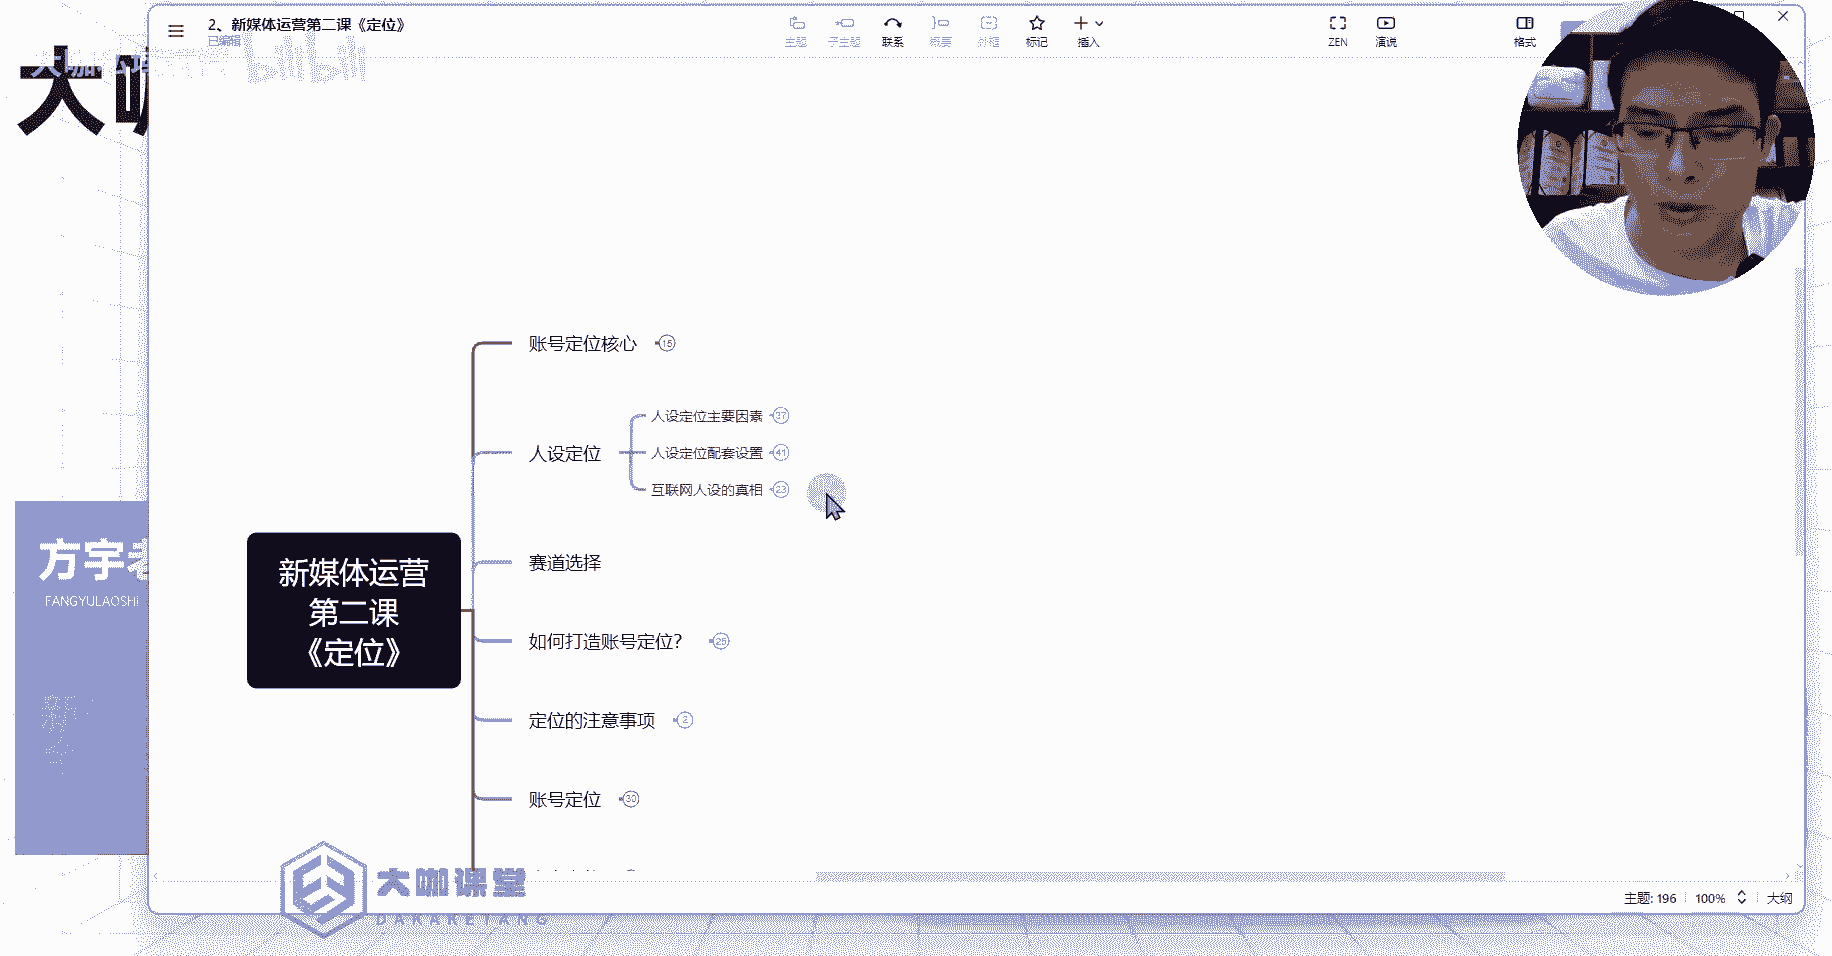 2、新媒体运营第二课《定位》
已编辑
主题
子主题
联系
概要
外框
标记
插入
ZEN
演说
格式
bilibili
大咖
方宇老
FANGYULAOSHI
账号定位核心 15
人设定位
人设定位主要因素 37
人设定位配套设置 41
互联网人设的真相 23
赛道选择
新媒体运营
第二课
《定位》
如何打造账号定位? 25
定位的注意事项 2
账号定位 30
大咖课堂
DAKAKETANG
主题: 196
100%
大纲